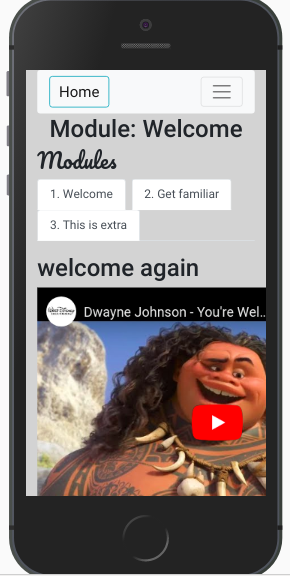 Home
Module: Welcome
Modules
1. Welcome
2. Get familiar
3. This is extra
welcome again
Dwayne Johnson - You're Wel...